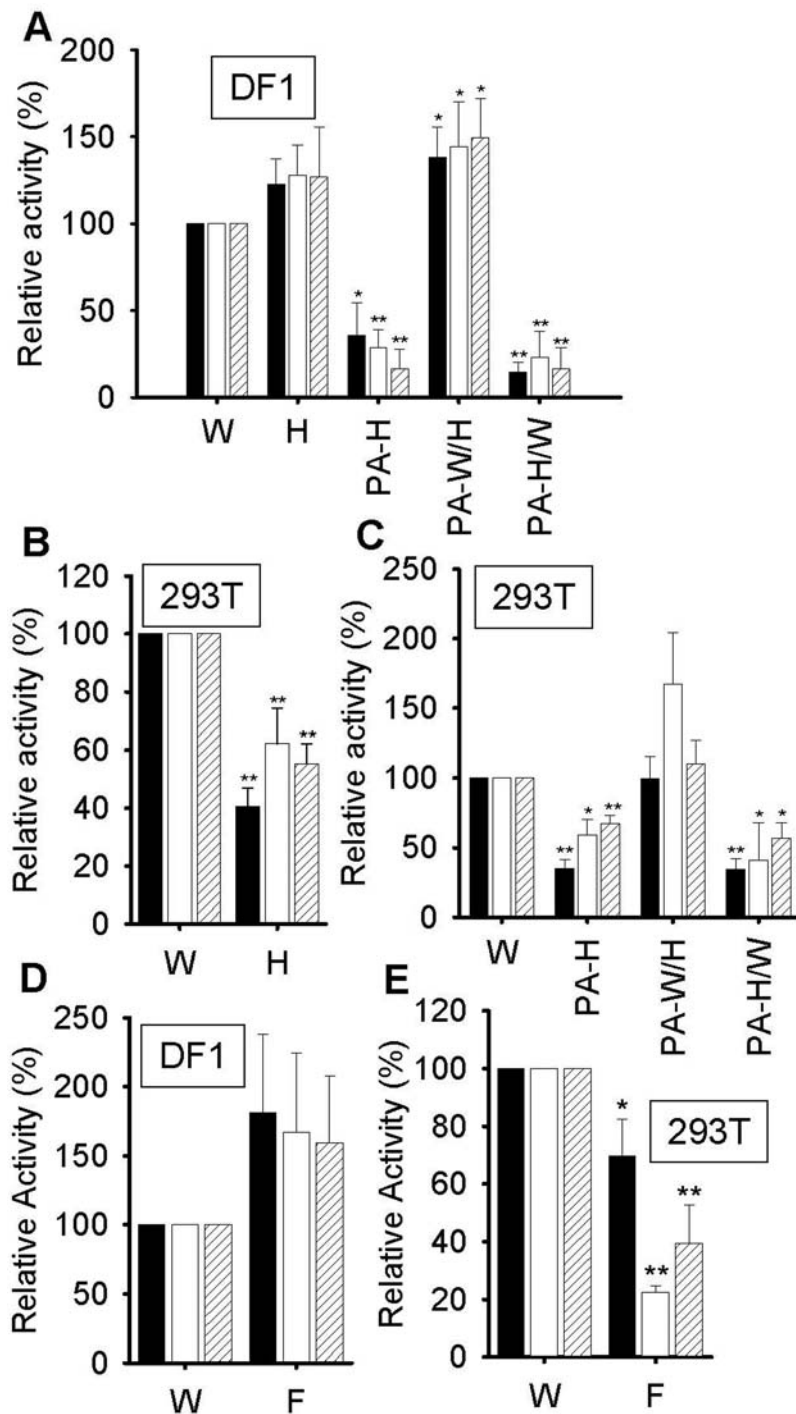 A
Relative activity (%)
200
150
100
50
0
DF1
*
**
**
*
*
*
**
**
**
W
H
PA-H
PA-W/H
PA-H/W
B
Relative activity (%)
120
100
80
60
40
20
0
293T
**
**
**
W
H
C
Relative activity (%)
250
200
150
100
50
0
293T
**
*
**
**
*
*
W
PA-H
PA-W/H
PA-H/W
D
Relative Activity (%)
250
200
150
100
50
0
DF1
W
F
E
Relative Activity (%)
120
100
80
60
40
20
0
293T
*
**
**
W
F